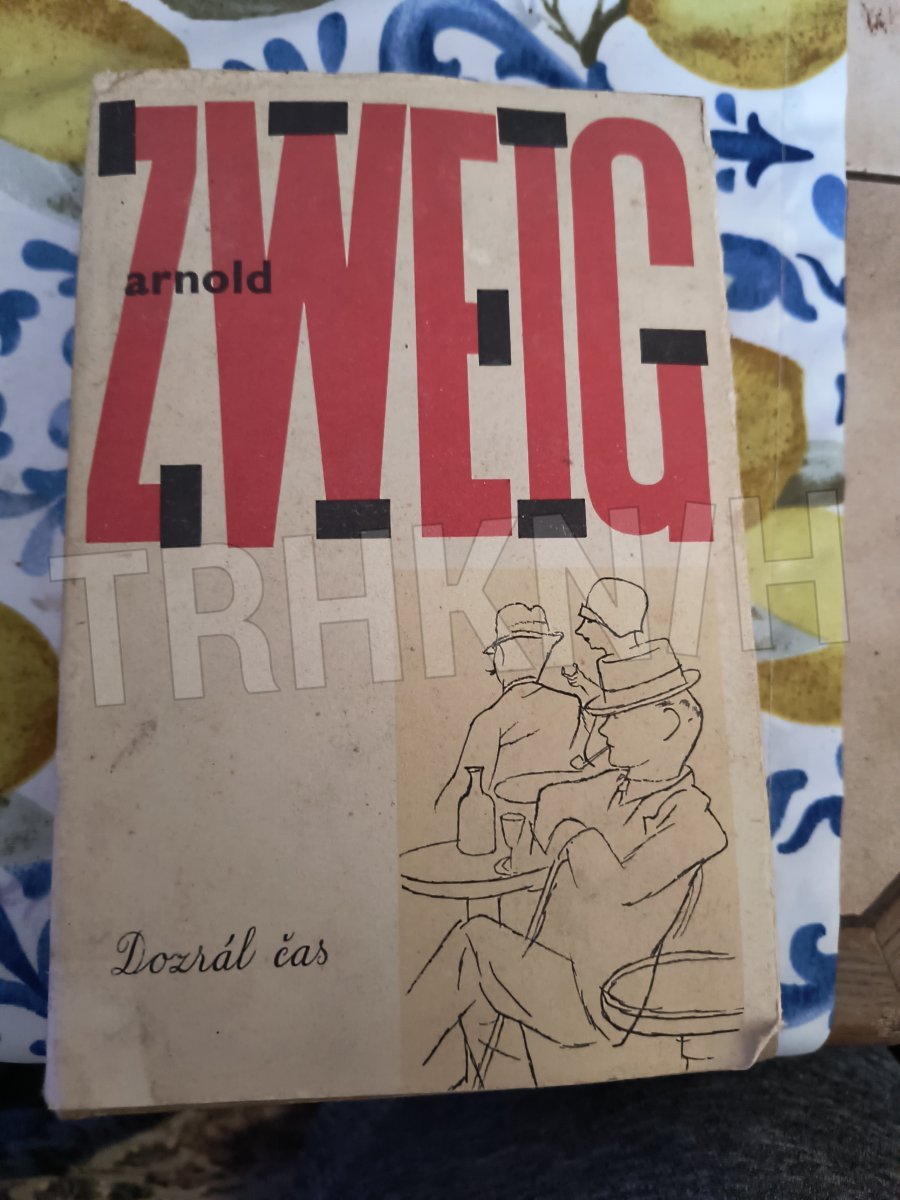 ZWEIG
arnold
Dozrál čas
TRHKNIH